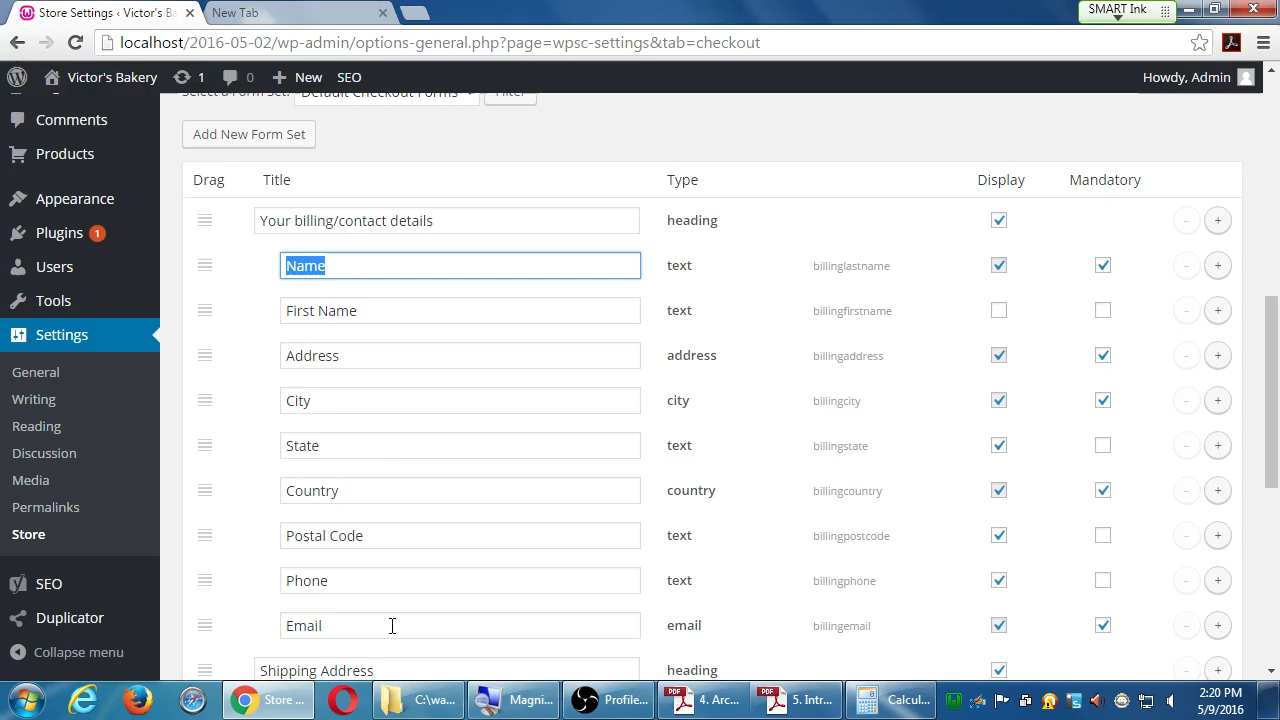 Store Settings ‹ Victor's Ba
New Tab
SMART Ink
localhost/2016-05-02/wp-admin/options-general.php?page=wpsc-settings&tab=checkout
Victor's Bakery 1 0 New SEO
Howdy, Admin
Comments
Products
Appearance
Plugins 1
Users
Tools
Settings
General
Writing
Reading
Discussion
Media
Permalinks
Store
SEO
Duplicator
Collapse menu
Select a Form Set: Default Checkout Forms Filter
Add New Form Set
Drag Title Type Display Mandatory
Your billing/contact details heading - +
Name text billinglastname - +
First Name text billingfirstname - +
Address address billingaddress - +
City city billingcity - +
State text billingstate - +
Country country billingcountry - +
Postal Code text billingpostcode - +
Phone text billingphone - +
Email email billingemail - +
Shipping Address heading - +
Store ...
C:\wa...
Magni...
Profile...
4. Arc...
5. Intr...
Calcul...
2:20 PM
5/9/2016